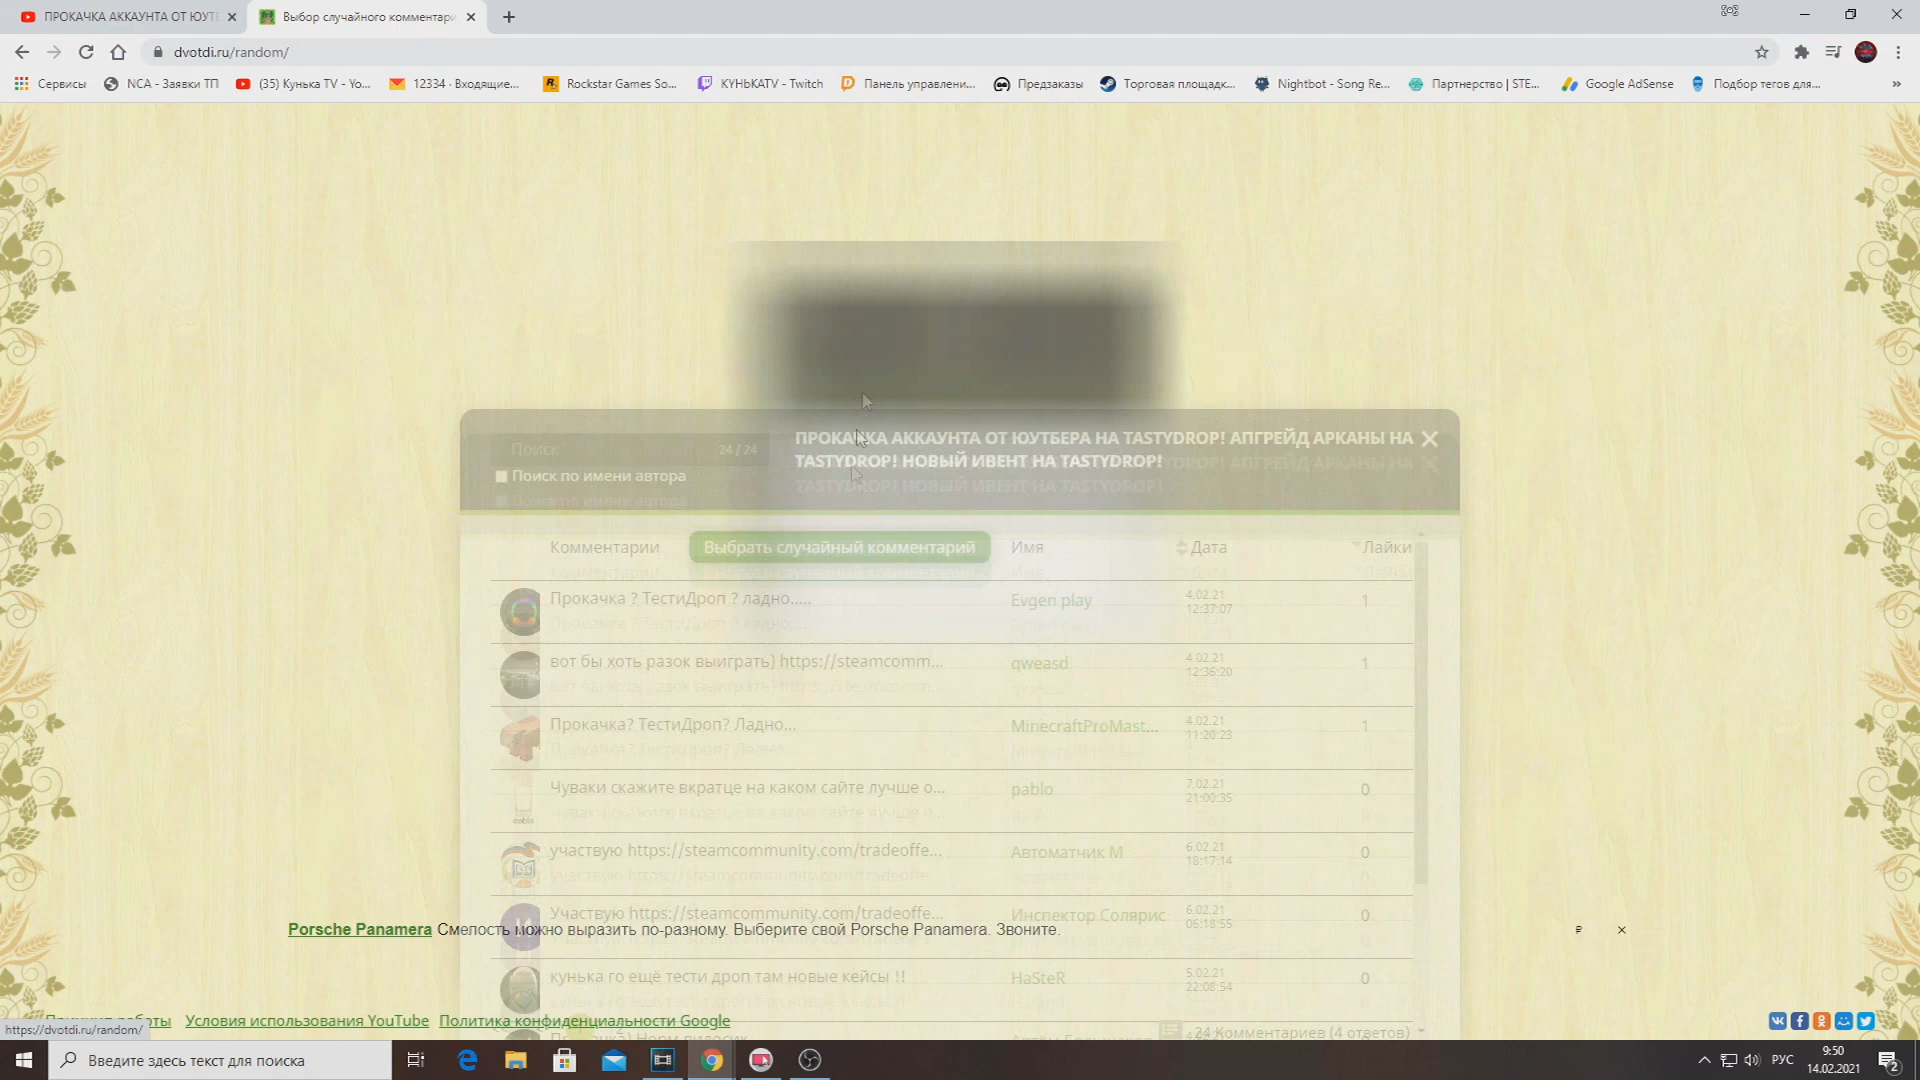 ПРОКАЧКА АККАУНТА ОТ ЮУТБ
Выбор случайного комментари
dvotdi.ru/random/
Сервисы
NCA - Заявки ТП
(35) Кунька TV - Yo...
12334 · Входящие...
Rockstar Games So...
КУНЬКАTV - Twitch
Панель управлени...
Предзаказы
Торговая площадк...
Nightbot - Song Re...
Партнерство | STE...
Google AdSense
Подбор тегов для...
Поиск
24 / 24
Поиск по имени автора
ПРОКАЧКА АККАУНТА ОТ ЮУТБЕРА НА TASTYDROP! АПГРЕЙД АРКАНЫ НА
TASTYDROP! НОВЫЙ ИВЕНТ НА TASTYDROP!
Комментарии
Выбрать случайный комментарий
Имя
Дата
Лайки
Прокачка ? ТестиДроп ? ладно.....
Evgen play
4.02.21
12:37:07
1
вот бы хоть разок выиграть) https://steamcomm...
qweasd
4.02.21
12:36:20
1
Прокачка? ТестиДроп? Ладно...
MinecraftProMast...
4.02.21
11:20:23
1
Чуваки скажите вкратце на каком сайте лучше о...
pablo
7.02.21
21:00:35
0
участвую https://steamcommunity.com/tradeoffe...
Автоматчик М
6.02.21
18:17:14
0
Участвую https://steamcommunity.com/tradeoffe...
Инспектор Солярис
6.02.21
06:18:55
0
Porsche Panamera Смелость можно выразить по-разному. Выберите свой Porsche Panamera. Звоните.
кунька го ещё тести дроп там новые кейсы !!
HaSteR
5.02.21
22:08:54
0
Условия использования YouTube
Политика конфиденциальности Google
https://dvotdi.ru/random/
24 Комментариев (4 ответов)
Введите здесь текст для поиска
РУС
9:50
14.02.2021
2